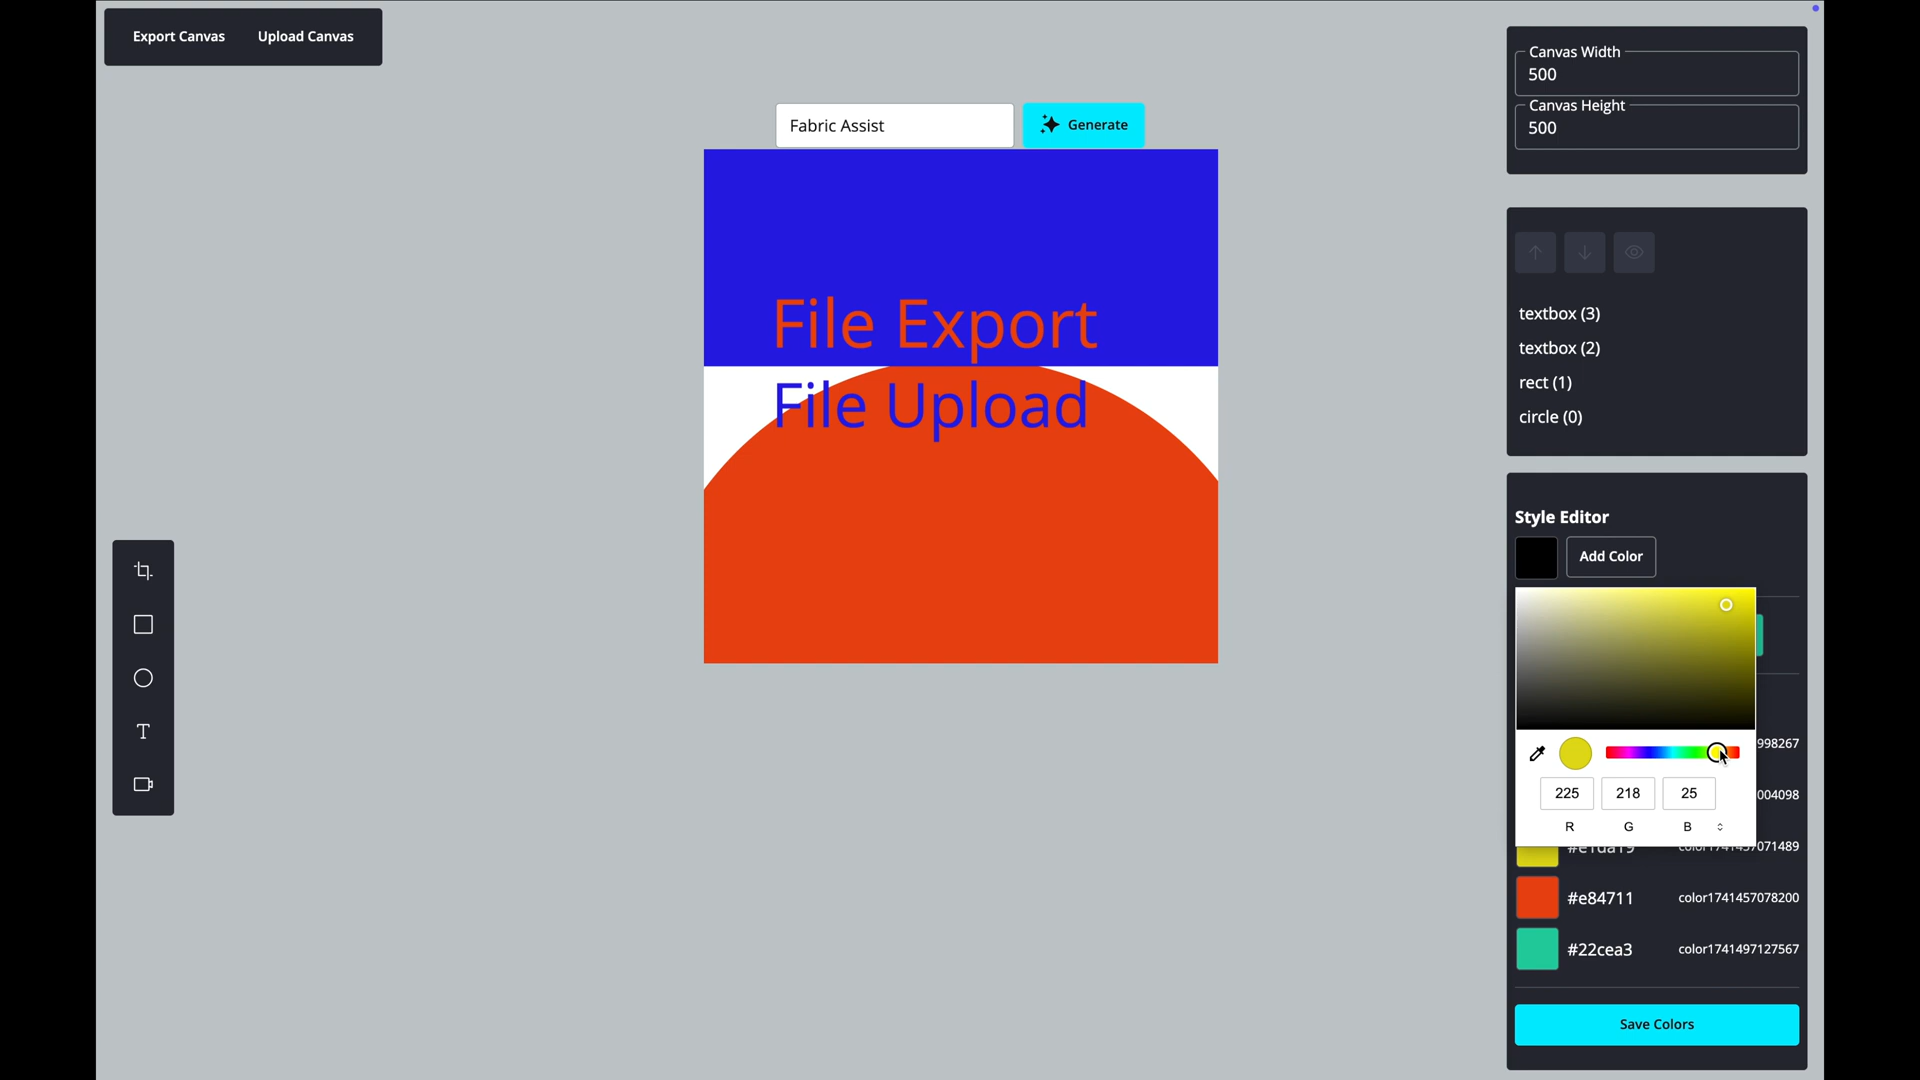 Export Canvas
Upload Canvas
Fabric Assist
Generate
File Export
File Upload
Canvas Width
500
Canvas Height
500
textbox (3)
textbox (2)
rect (1)
circle (0)
Style Editor
Add Color
998267
225 218 25
004098
R G B
#e1da19 color1741457071489
#e84711 color1741457078200
#22cea3 color1741497127567
Save Colors
T